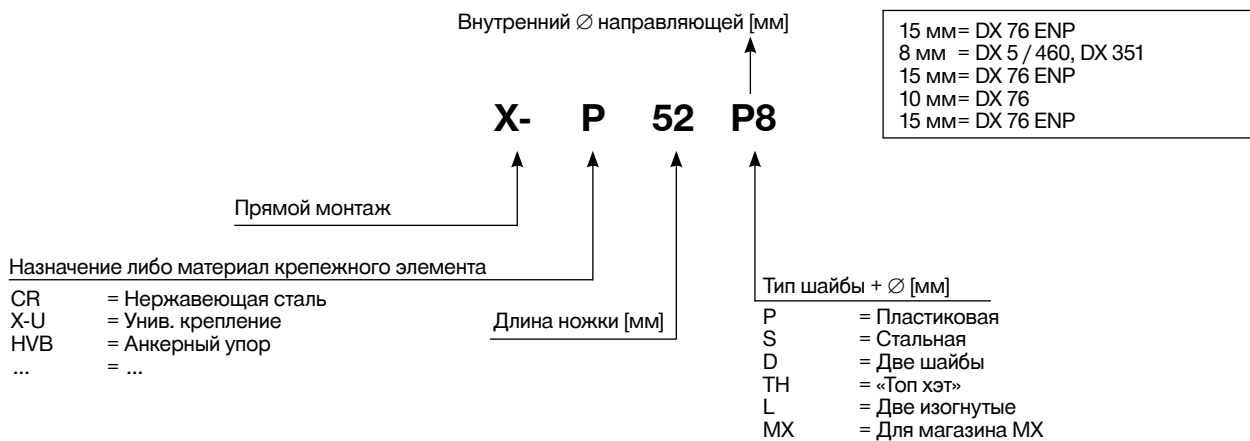 Внутренний ∅ направляющей [мм]
15 мм= DX 76 ENP
8 мм = DX 5 / 460, DX 351
15 мм= DX 76 ENP
10 мм= DX 76
15 мм= DX 76 ENP
X- P 52 P8
Прямой монтаж
Назначение либо материал крепежного элемента
CR = Нержавеющая сталь
X-U = Унив. крепление
HVB = Анкерный упор
... = ...
Длина ножки [мм]
Тип шайбы + ∅ [мм]
P = Пластиковая
S = Стальная
D = Две шайбы
TH = «Топ хэт»
L = Две изогнутые
MX = Для магазина MX